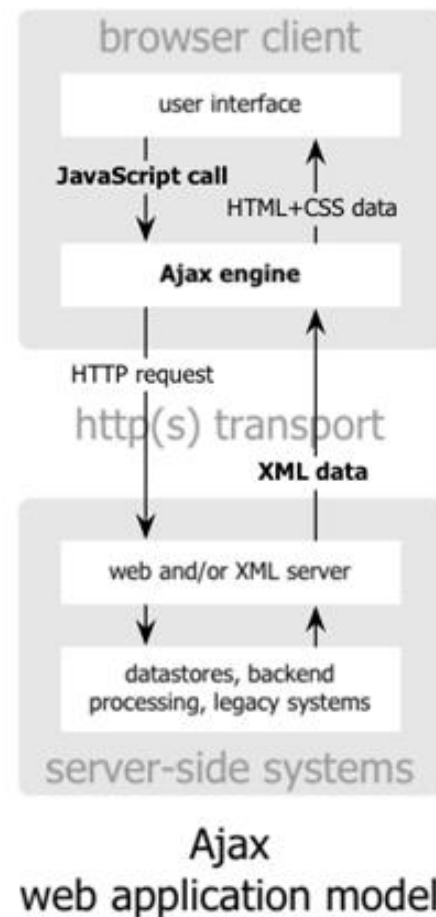 browser client
user interface
JavaScript call
HTML+CSS data
Ajax engine
HTTP request
http(s) transport
XML data
web and/or XML server
datastores, backend
processing, legacy systems
server-side systems
Ajax
web application model